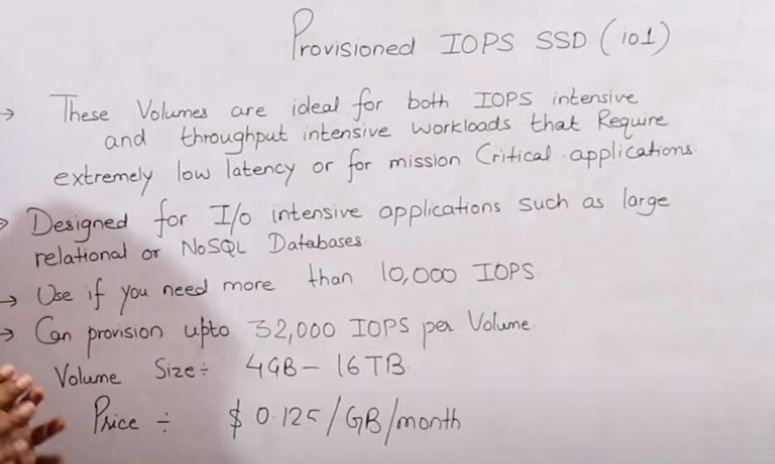 Provisioned IOPS SSD (io1)
→ These Volumes are ideal for both IOPS intensive
and throughput intensive workloads that Require
extremely low latency or for mission Critical applications.
→ Designed for I/o intensive applications such as large
relational or NoSQL Databases
→ Use if you need more than 10,000 IOPS
→ Can provision upto 32,000 IOPS per Volume.
Volume Size÷ 4GB – 16TB
Price ÷ $ 0.125/GB/month